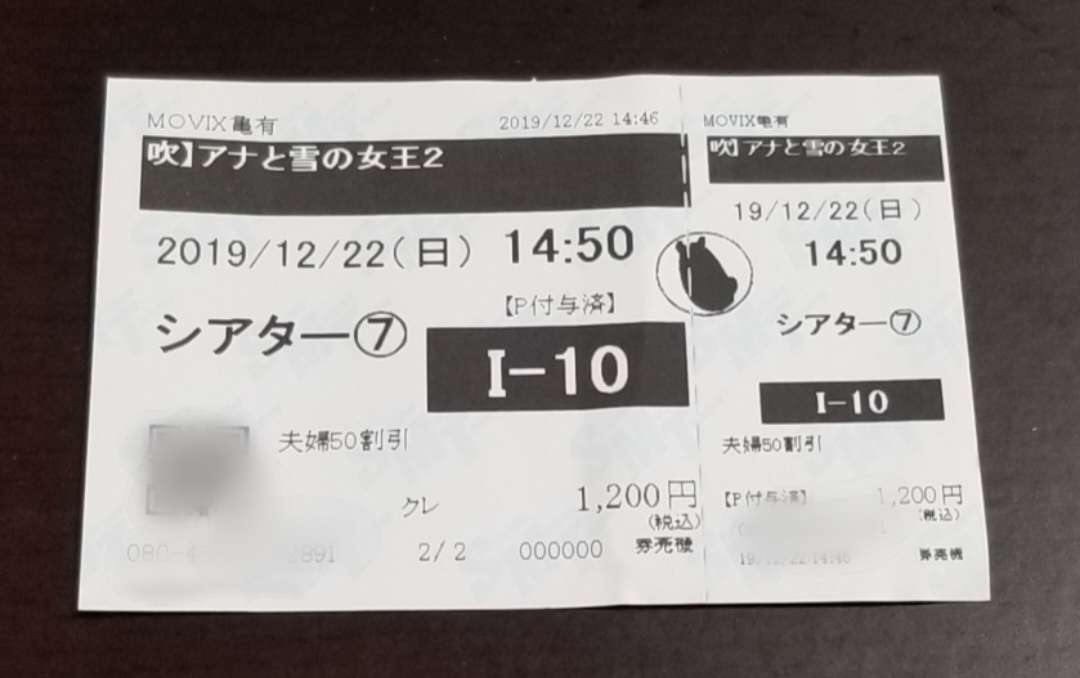 MOVIX亀有 2019/12/22 14:46
吹】アナと雪の女王2
2019/12/22(日) 14:50
【P付与済】
シアター⑦
I-10
夫婦50割引
クレ 1,200円
(税込)
2/2 000000 券売機
MOVIX亀有
吹】アナと雪の女王2
19/12/22(日)
14:50
シアター⑦
I-10
夫婦50割引
【P付与済】 1,200円
(税込)
19/12/22 14:46 券売機